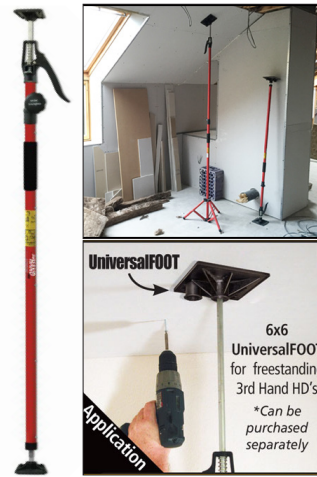 UniversalFOOT
6x6
UniversalFOOT
for freestanding
3rd Hand HD's
*Can be
purchased
separately
Application